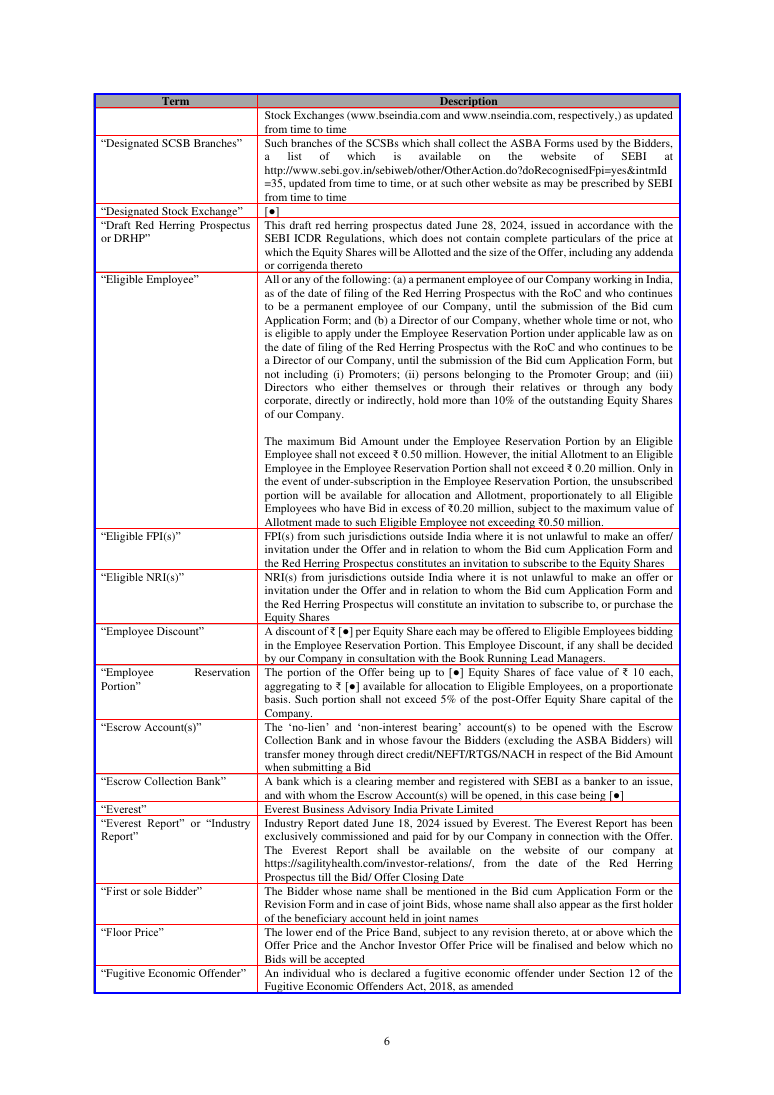 Term Description
Stock Exchanges (www.bseindia.com and www.nseindia.com, respectively,) as updated
from time to time
“Designated SCSB Branches” Such branches of the SCSBs which shall collect the ASBA Forms used by the Bidders,
a list of which is available on the website of SEBI at
http://www.sebi.gov.in/sebiweb/other/OtherAction.do?doRecognisedFpi=yes&intmId
=35, updated from time to time, or at such other website as may be prescribed by SEBI
from time to time
“Designated Stock Exchange” [●]
“Draft Red Herring Prospectus This draft red herring prospectus dated June 28, 2024, issued in accordance with the
or DRHP” SEBI ICDR Regulations, which does not contain complete particulars of the price at
which the Equity Shares will be Allotted and the size of the Offer, including any addenda
or corrigenda thereto
“Eligible Employee” All or any of the following: (a) a permanent employee of our Company working in India,
as of the date of filing of the Red Herring Prospectus with the RoC and who continues
to be a permanent employee of our Company, until the submission of the Bid cum
Application Form; and (b) a Director of our Company, whether whole time or not, who
is eligible to apply under the Employee Reservation Portion under applicable law as on
the date of filing of the Red Herring Prospectus with the RoC and who continues to be
a Director of our Company, until the submission of the Bid cum Application Form, but
not including (i) Promoters; (ii) persons belonging to the Promoter Group; and (iii)
Directors who either themselves or through their relatives or through any body
corporate, directly or indirectly, hold more than 10% of the outstanding Equity Shares
of our Company.
The maximum Bid Amount under the Employee Reservation Portion by an Eligible
Employee shall not exceed ₹ 0.50 million. However, the initial Allotment to an Eligible
Employee in the Employee Reservation Portion shall not exceed ₹ 0.20 million. Only in
the event of under-subscription in the Employee Reservation Portion, the unsubscribed
portion will be available for allocation and Allotment, proportionately to all Eligible
Employees who have Bid in excess of ₹0.20 million, subject to the maximum value of
Allotment made to such Eligible Employee not exceeding ₹0.50 million.
“Eligible FPI(s)” FPI(s) from such jurisdictions outside India where it is not unlawful to make an offer/
invitation under the Offer and in relation to whom the Bid cum Application Form and
the Red Herring Prospectus constitutes an invitation to subscribe to the Equity Shares
“Eligible NRI(s)” NRI(s) from jurisdictions outside India where it is not unlawful to make an offer or
invitation under the Offer and in relation to whom the Bid cum Application Form and
the Red Herring Prospectus will constitute an invitation to subscribe to, or purchase the
Equity Shares
“Employee Discount” A discount of ₹ [●] per Equity Share each may be offered to Eligible Employees bidding
in the Employee Reservation Portion. This Employee Discount, if any shall be decided
by our Company in consultation with the Book Running Lead Managers.
“Employee Reservation The portion of the Offer being up to [●] Equity Shares of face value of ₹ 10 each,
Portion” aggregating to ₹ [●] available for allocation to Eligible Employees, on a proportionate
basis. Such portion shall not exceed 5% of the post-Offer Equity Share capital of the
Company.
“Escrow Account(s)” The ‘no-lien’ and ‘non-interest bearing’ account(s) to be opened with the Escrow
Collection Bank and in whose favour the Bidders (excluding the ASBA Bidders) will
transfer money through direct credit/NEFT/RTGS/NACH in respect of the Bid Amount
when submitting a Bid
“Escrow Collection Bank” A bank which is a clearing member and registered with SEBI as a banker to an issue,
and with whom the Escrow Account(s) will be opened, in this case being [●]
“Everest” Everest Business Advisory India Private Limited
“Everest Report” or “Industry Industry Report dated June 18, 2024 issued by Everest. The Everest Report has been
Report” exclusively commissioned and paid for by our Company in connection with the Offer.
The Everest Report shall be available on the website of our company at
https://sagilityhealth.com/investor-relations/, from the date of the Red Herring
Prospectus till the Bid/ Offer Closing Date
“First or sole Bidder” The Bidder whose name shall be mentioned in the Bid cum Application Form or the
Revision Form and in case of joint Bids, whose name shall also appear as the first holder
of the beneficiary account held in joint names
“Floor Price” The lower end of the Price Band, subject to any revision thereto, at or above which the
Offer Price and the Anchor Investor Offer Price will be finalised and below which no
Bids will be accepted
“Fugitive Economic Offender” An individual who is declared a fugitive economic offender under Section 12 of the
Fugitive Economic Offenders Act, 2018, as amended
6